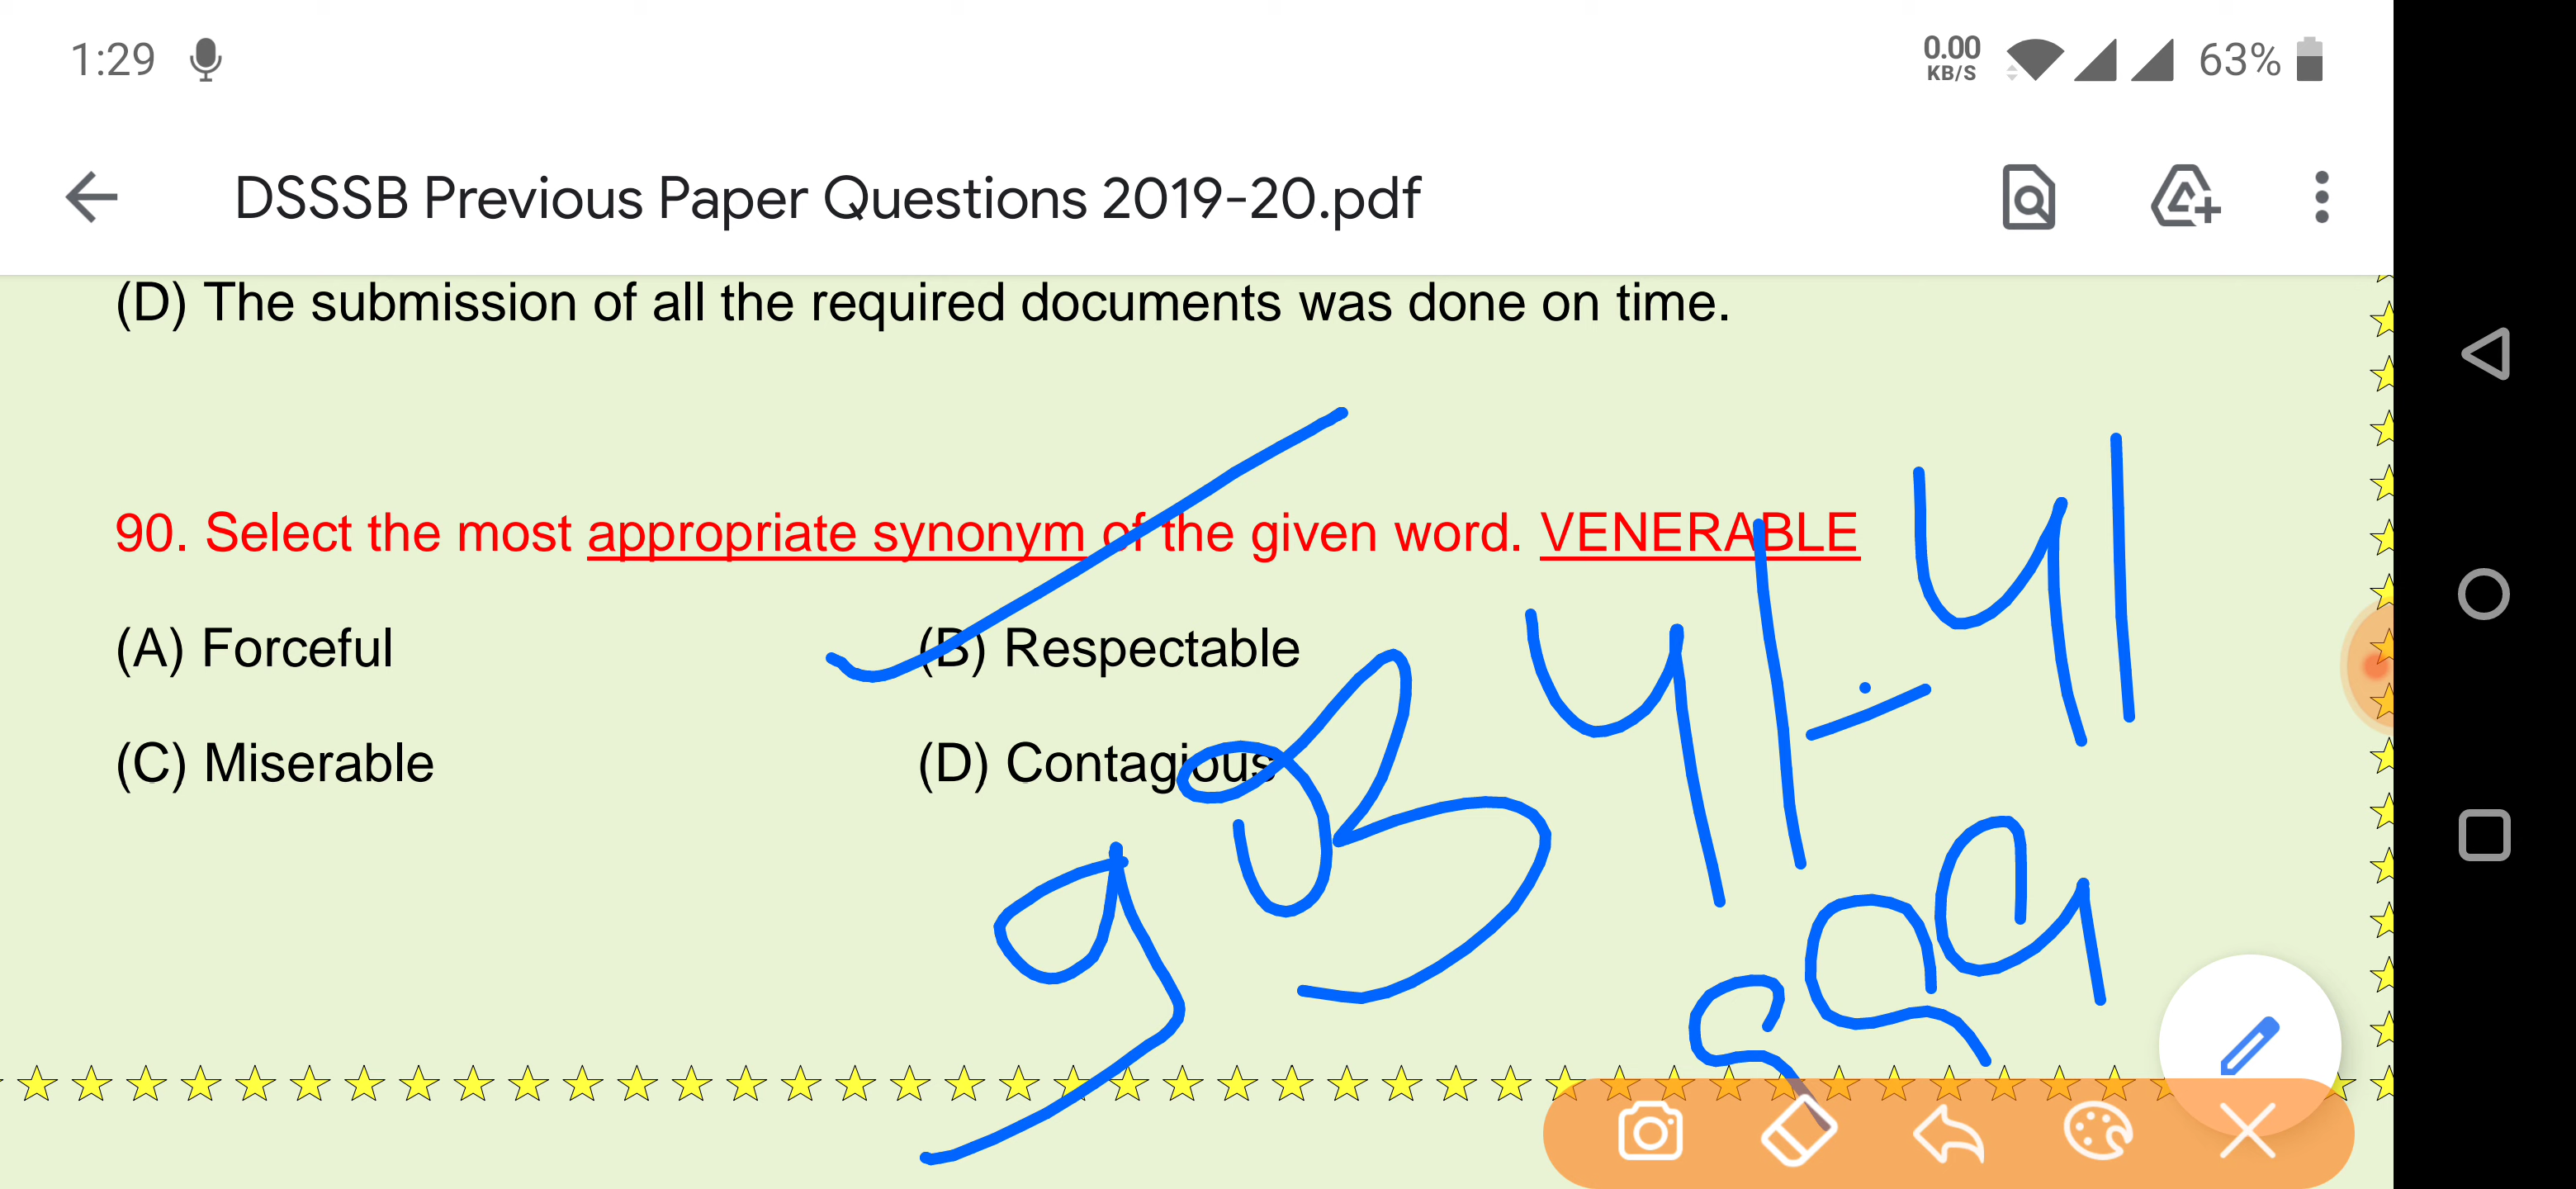 1:29 0.00 KB/S 63%
DSSSB Previous Paper Questions 2019-20.pdf
(D) The submission of all the required documents was done on time.
90. Select the most appropriate synonym of the given word. VENERABLE
(A) Forceful (B) Respectable
(C) Miserable (D) Contagious